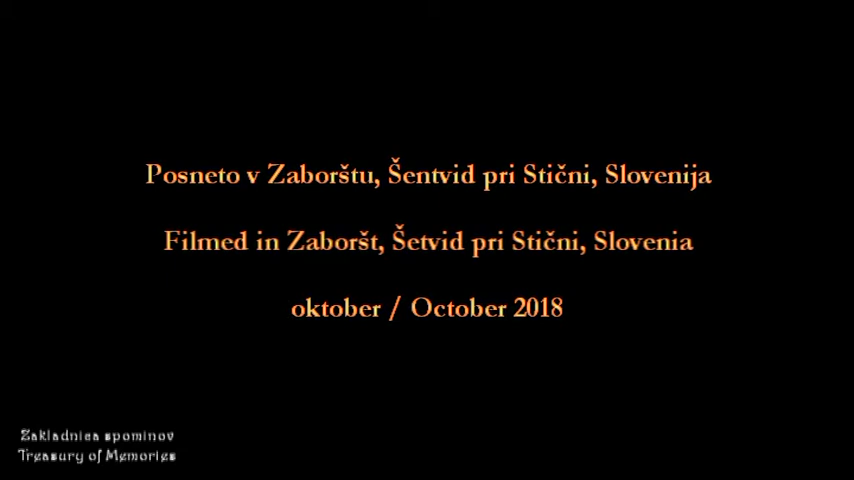 Posneto v Zaborštu, Šentvid pri Stični, Slovenija
Filmed in Zaboršt, Šetvid pri Stični, Slovenia
oktober / October 2018
Zakladnica spominov
Treasury of Memories